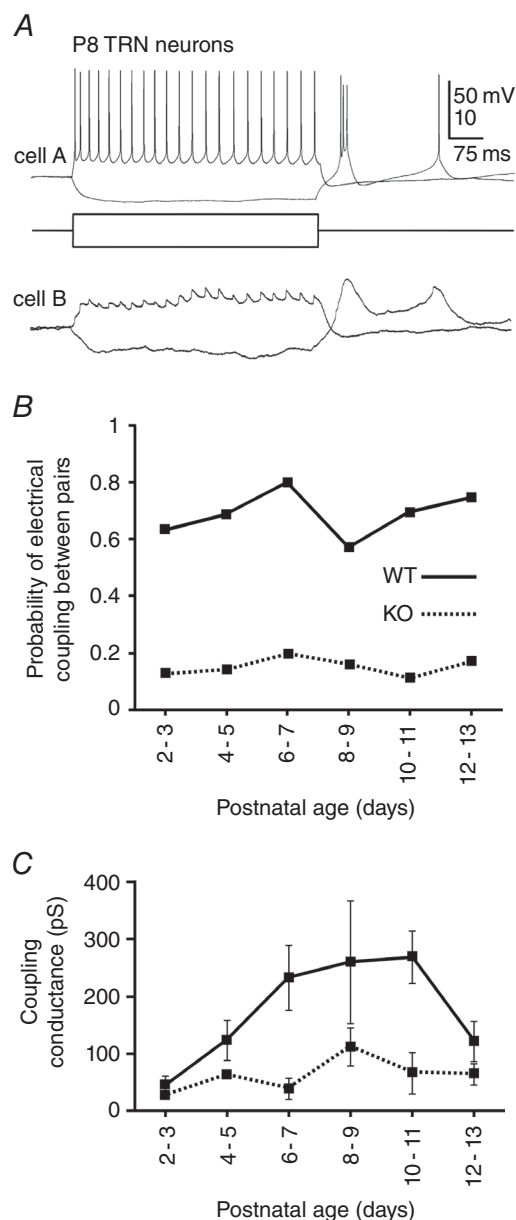 A
P8 TRN neurons
50 mV
10
75 ms
cell A
cell B
B
Probability of electrical
coupling between pairs
1
0.8
0.6
0.4
0.2
0
WT
KO
2 - 3
4 - 5
6 - 7
8 - 9
10 - 11
12 - 13
Postnatal age (days)
C
Coupling
conductance (pS)
400
300
200
100
0
2 - 3
4 - 5
6 - 7
8 - 9
10 - 11
12 - 13
Postnatal age (days)